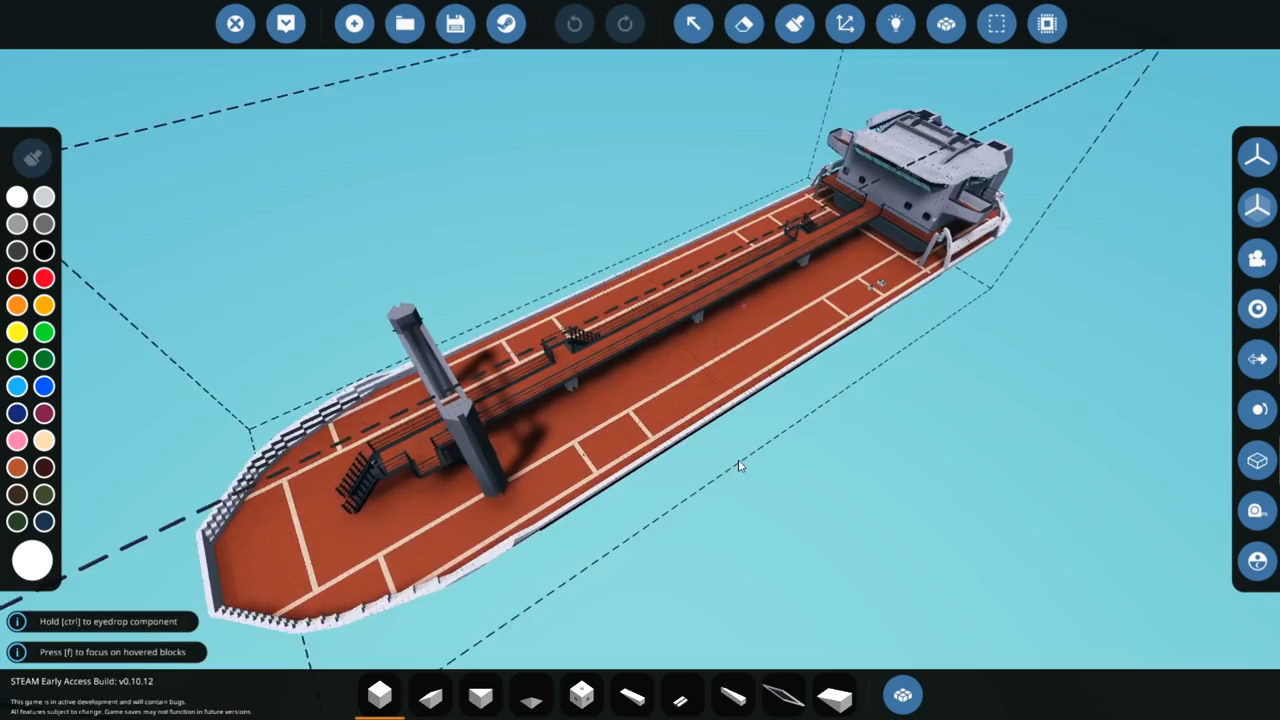 Hold [ctrl] to eyedrop component
Press [f] to focus on hovered blocks
STEAM Early Access Build: v0.10.12
This game is in active development and will contain bugs.
All features subject to change. Game saves may not function in future versions